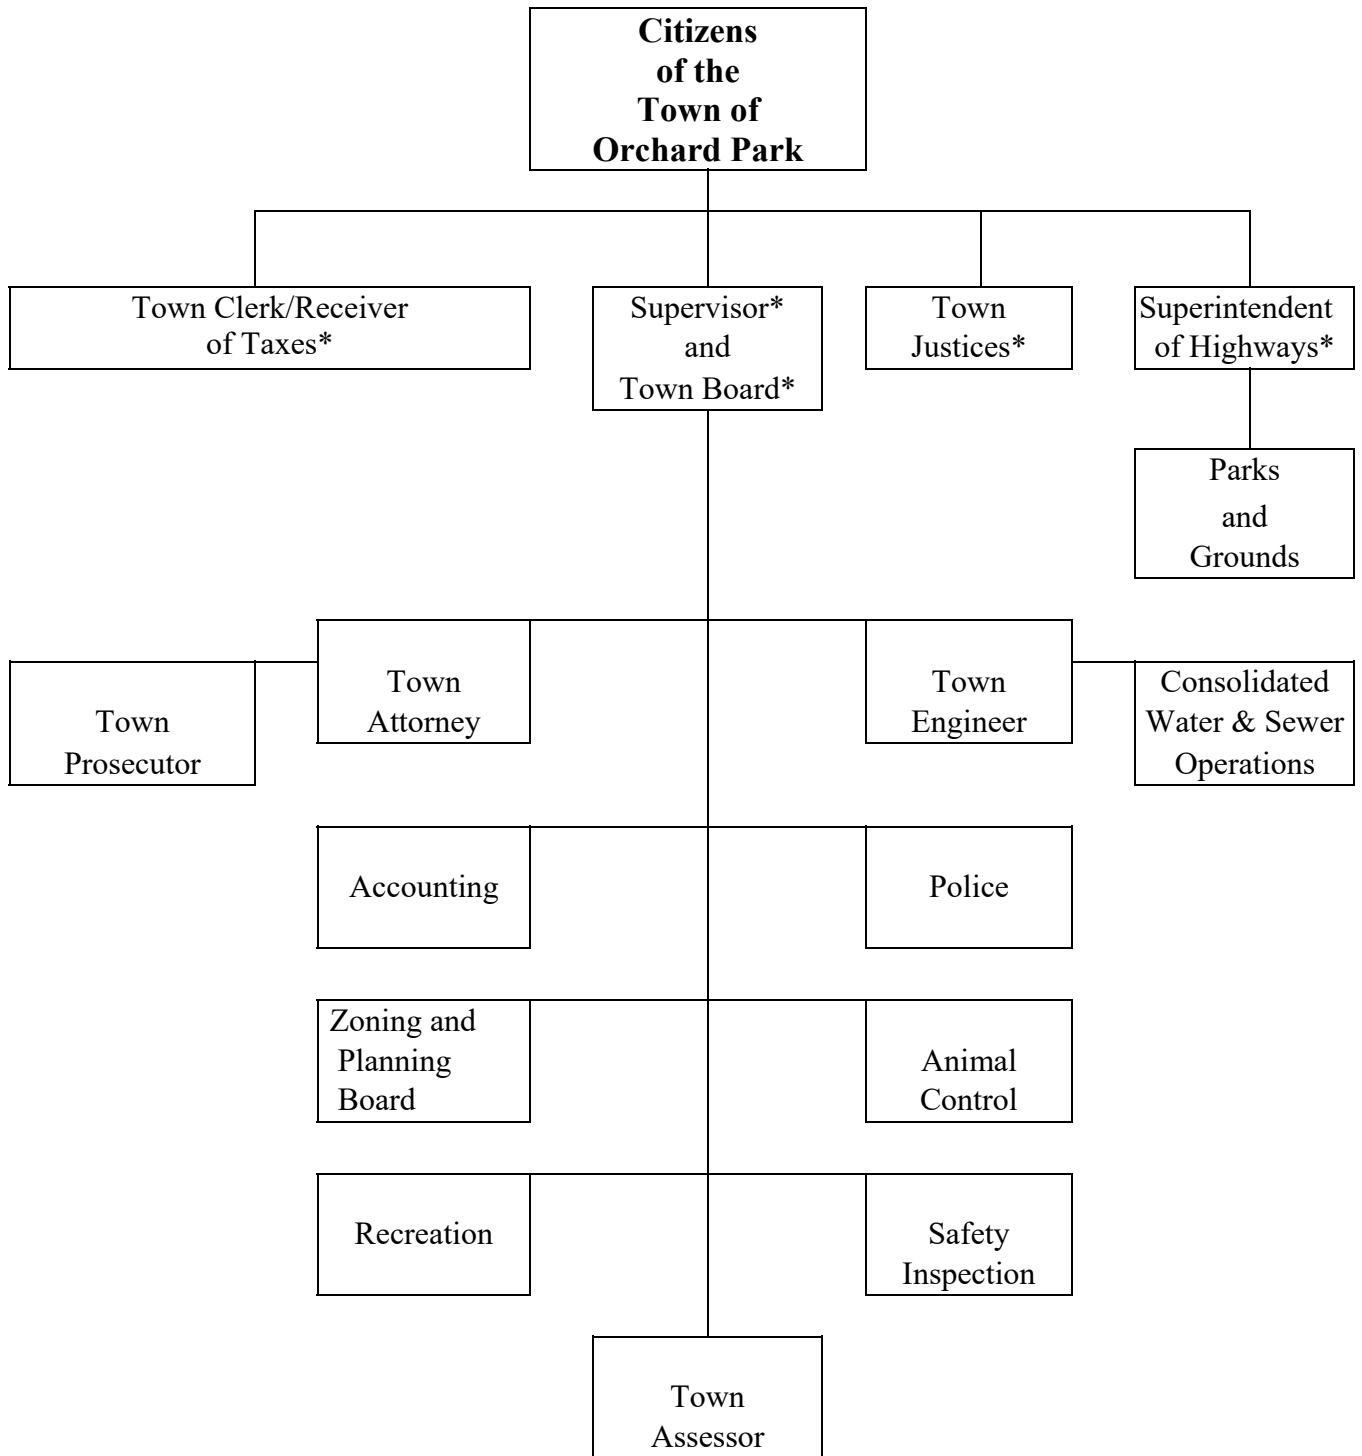 Citizens
of the
Town of
Orchard Park
Town Clerk/Receiver
of Taxes*
Supervisor*
and
Town Board*
Town
Justices*
Superintendent
of Highways*
Parks
and
Grounds
Town
Prosecutor
Town
Attorney
Town
Engineer
Consolidated
Water & Sewer
Operations
Accounting
Police
Zoning and
Planning
Board
Animal
Control
Recreation
Safety
Inspection
Town
Assessor